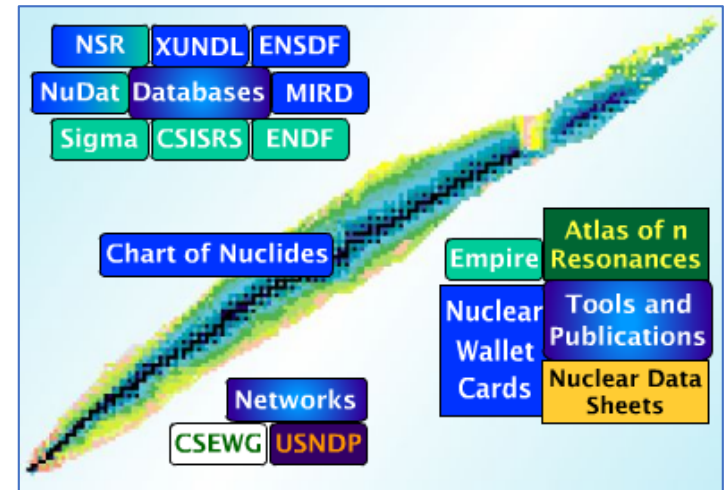 NSR XUNDL ENSDF
NuDat Databases MIRD
Sigma CSISRS ENDF
Chart of Nuclides
Empire
Atlas of n
Resonances
Nuclear
Wallet
Cards
Tools and
Publications
Nuclear Data
Sheets
Networks
CSEWG USNDP